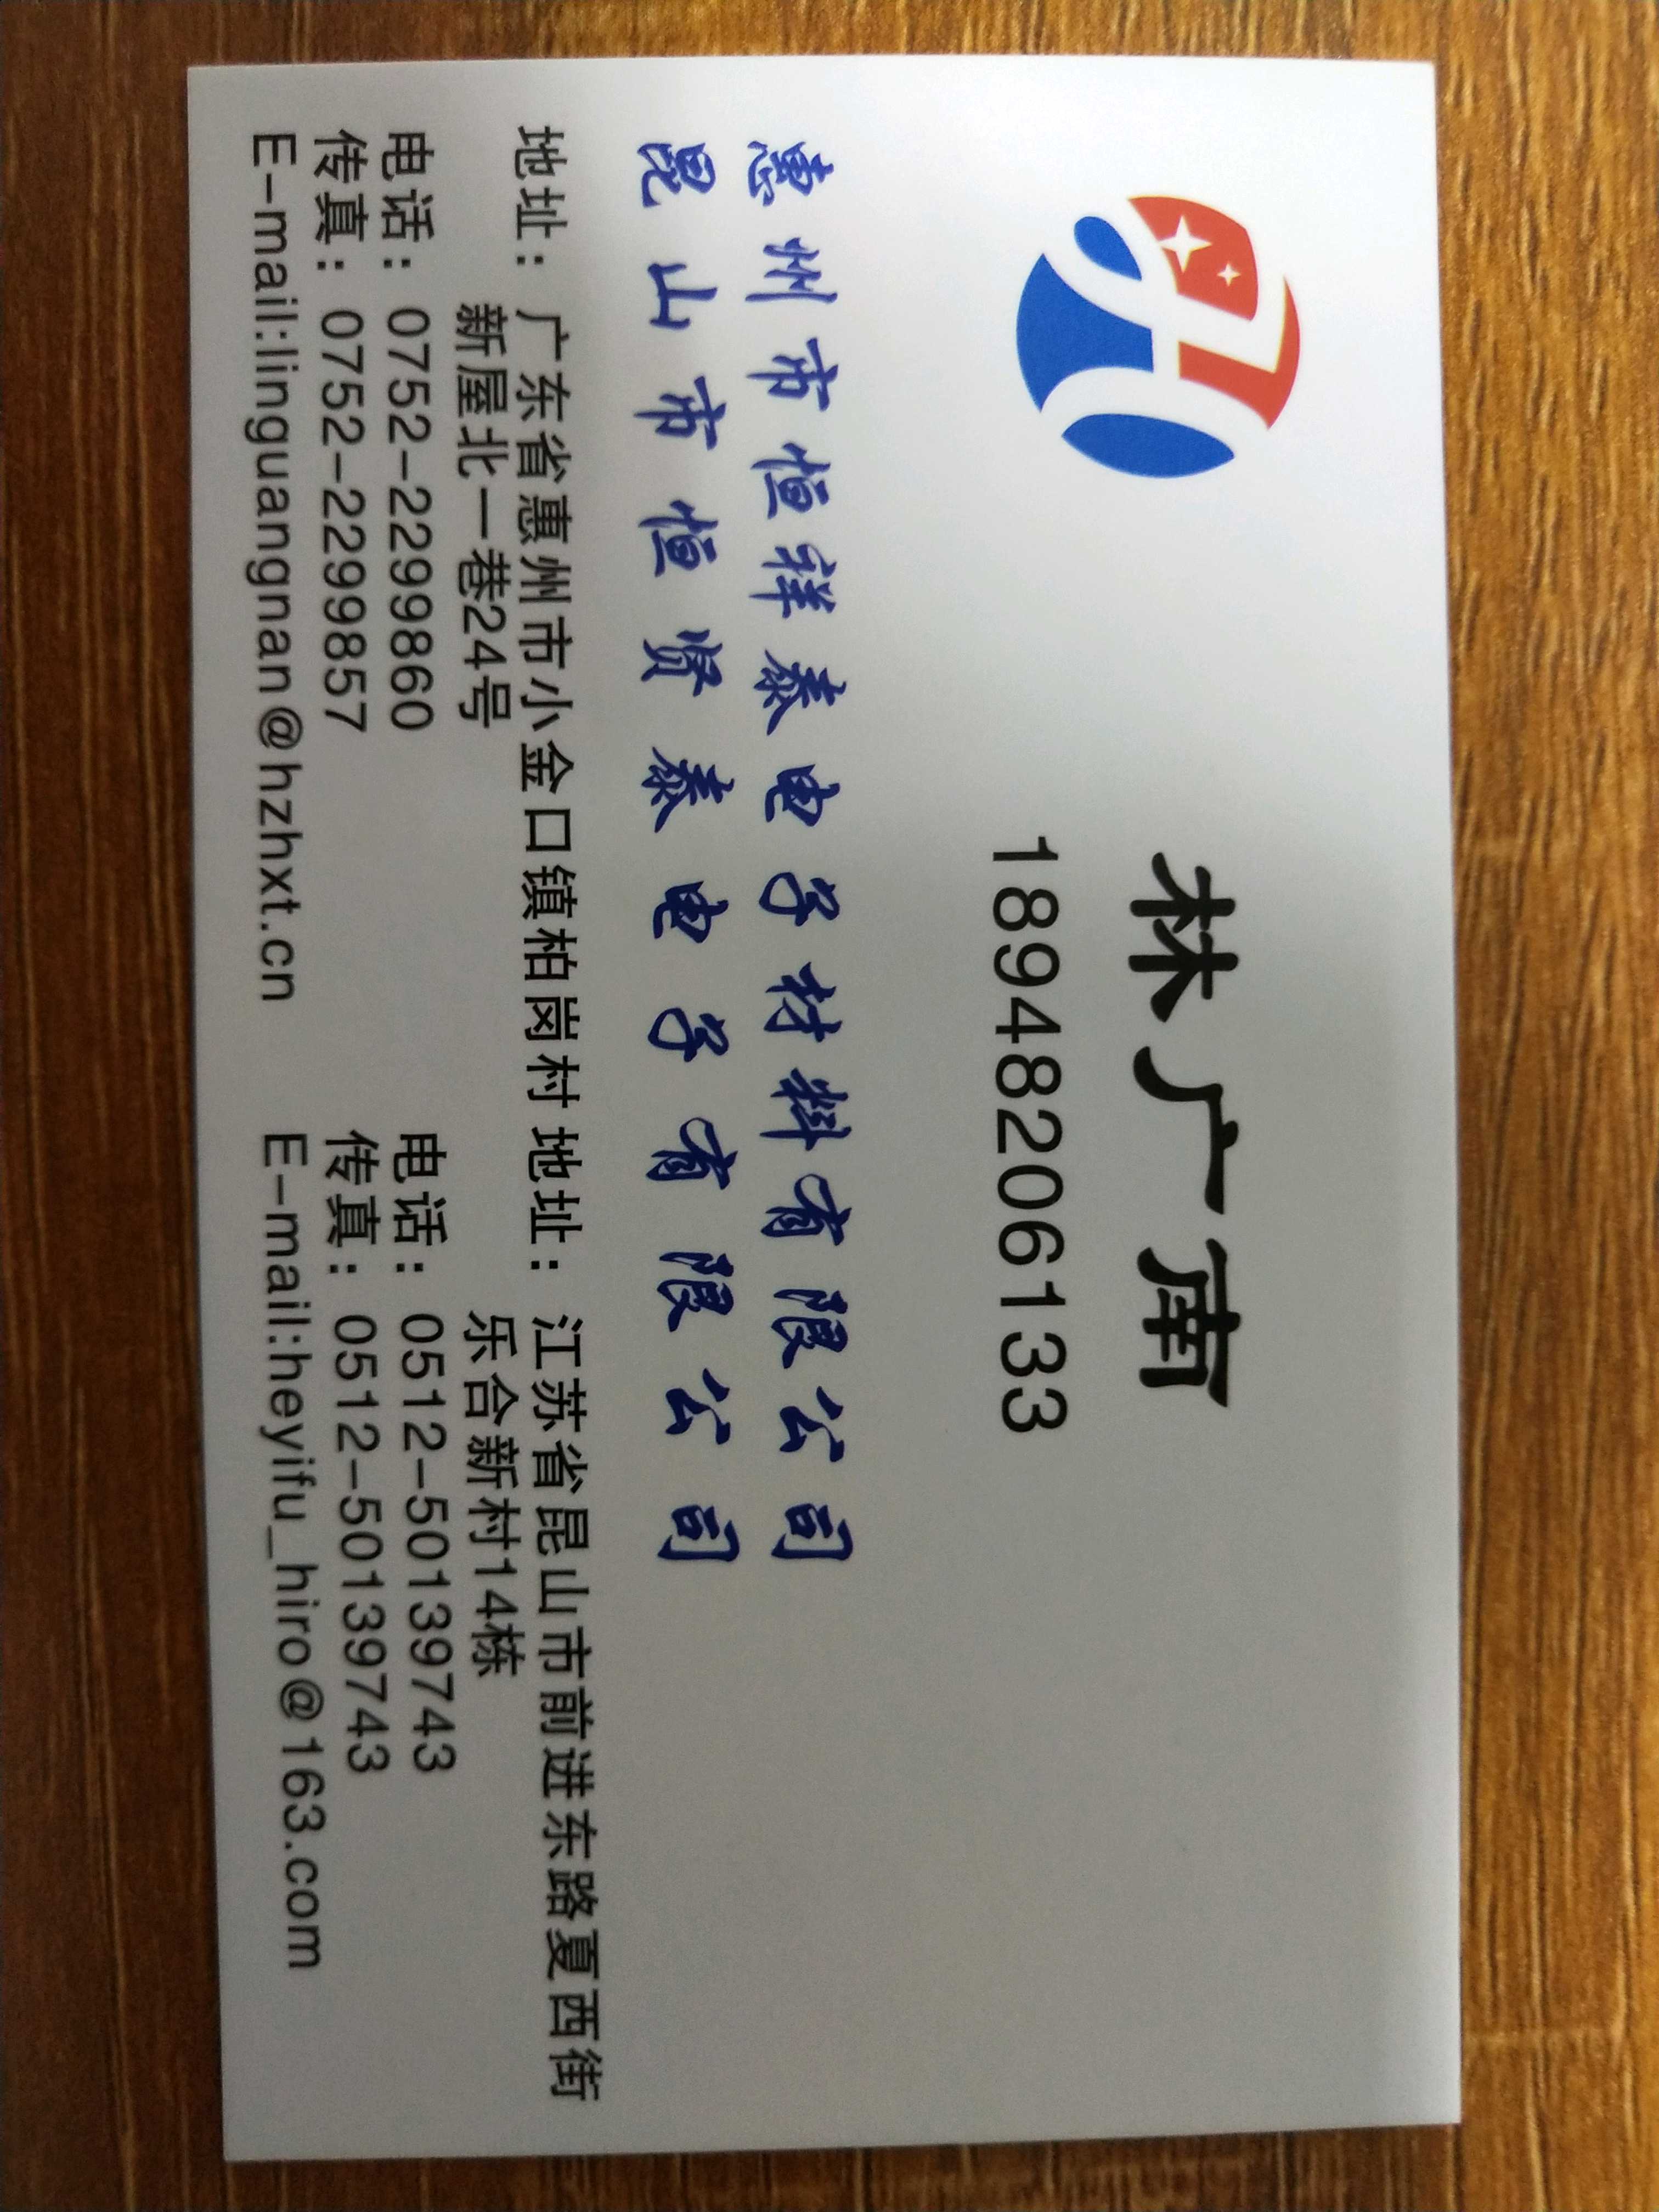 林广南
18948206133
惠州市恒祥泰电子材料有限公司
昆山市恒贤泰电子有限公司
地址：广东省惠州市小金口镇柏岗村
新屋北一巷24号
电话：0752-2299860
传真：0752-2299857
E-mail:linguangnan@hzhxt.cn
地址：江苏省昆山市前进东路夏西街
乐合新村14栋
电话：0512-50139743
传真：0512-50139743
E-mail:heyifu_hiro@163.com